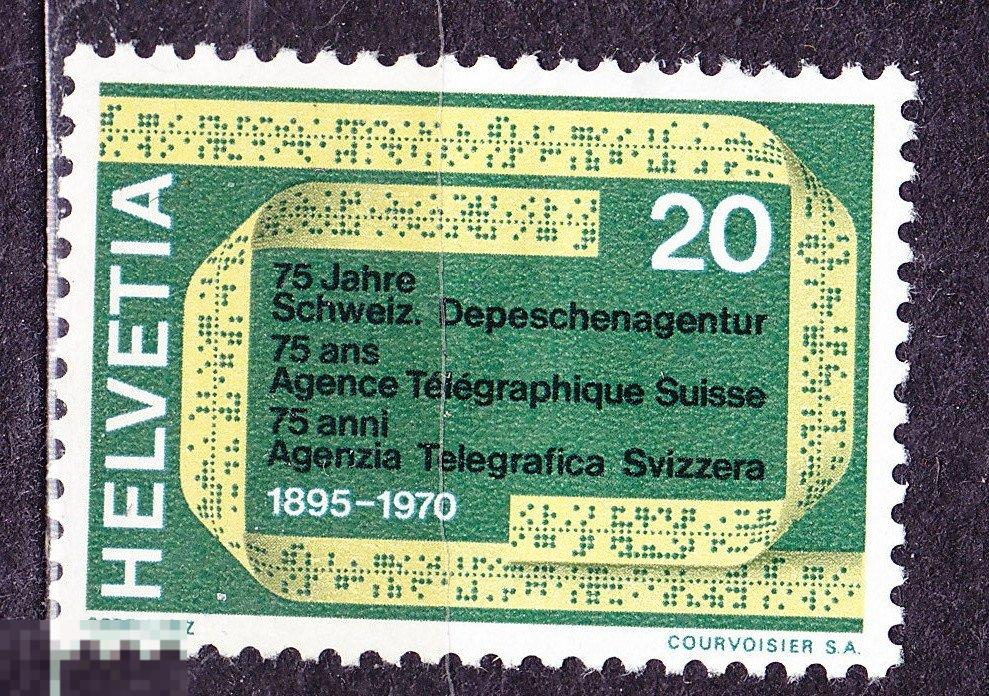 HELVETIA
20
75 Jahre
Schweiz. Depeschenagentur
75 ans
Agence Télégraphique Suisse
75 anni
Agenzia Telegrafica Svizzera
1895–1970
COURVOISIER S.A.